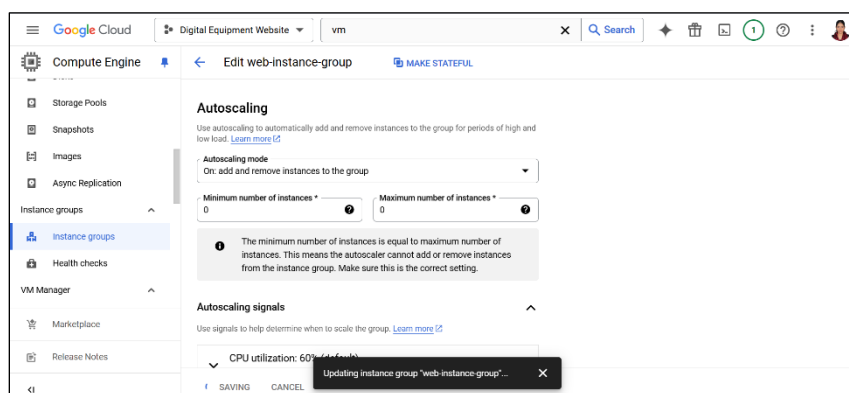 Google Cloud
Digital Equipment Website
vm
Search
1
Compute Engine
Edit web-instance-group
MAKE STATEFUL
Storage Pools
Snapshots
Images
Async Replication
Instance groups
Instance groups
Health checks
VM Manager
Marketplace
Release Notes
Autoscaling
Use autoscaling to automatically add and remove instances to the group for periods of high and
low load. Learn more
Autoscaling mode
On: add and remove instances to the group
Minimum number of instances *
0
Maximum number of instances *
0
The minimum number of instances is equal to maximum number of
instances. This means the autoscaler cannot add or remove instances
from the instance group. Make sure this is the correct setting.
Autoscaling signals
Use signals to help determine when to scale the group. Learn more
CPU utilization: 60% (default)
Updating instance group "web-instance-group"...
SAVING
CANCEL